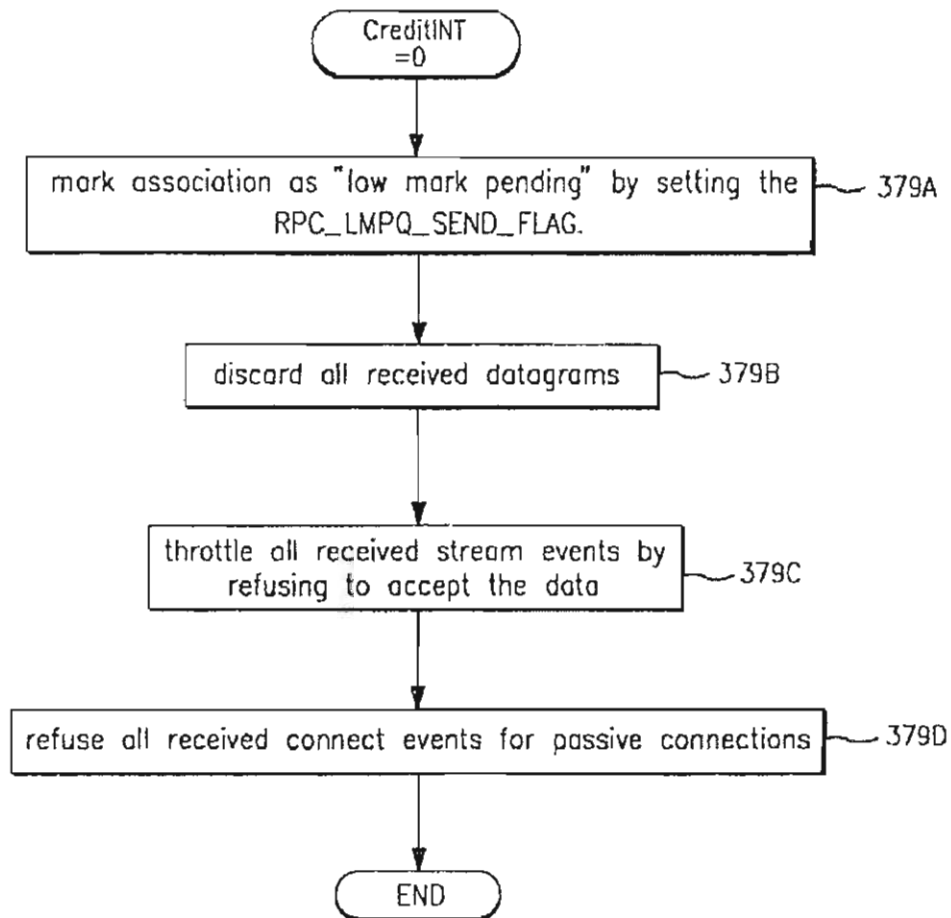 CreditINT
=0
mark association as "low mark pending" by setting the
RPC_LMPQ_SEND_FLAG.
379A
discard all received datagrams
379B
throttle all received stream events by
refusing to accept the data
379C
refuse all received connect events for passive connections
379D
END